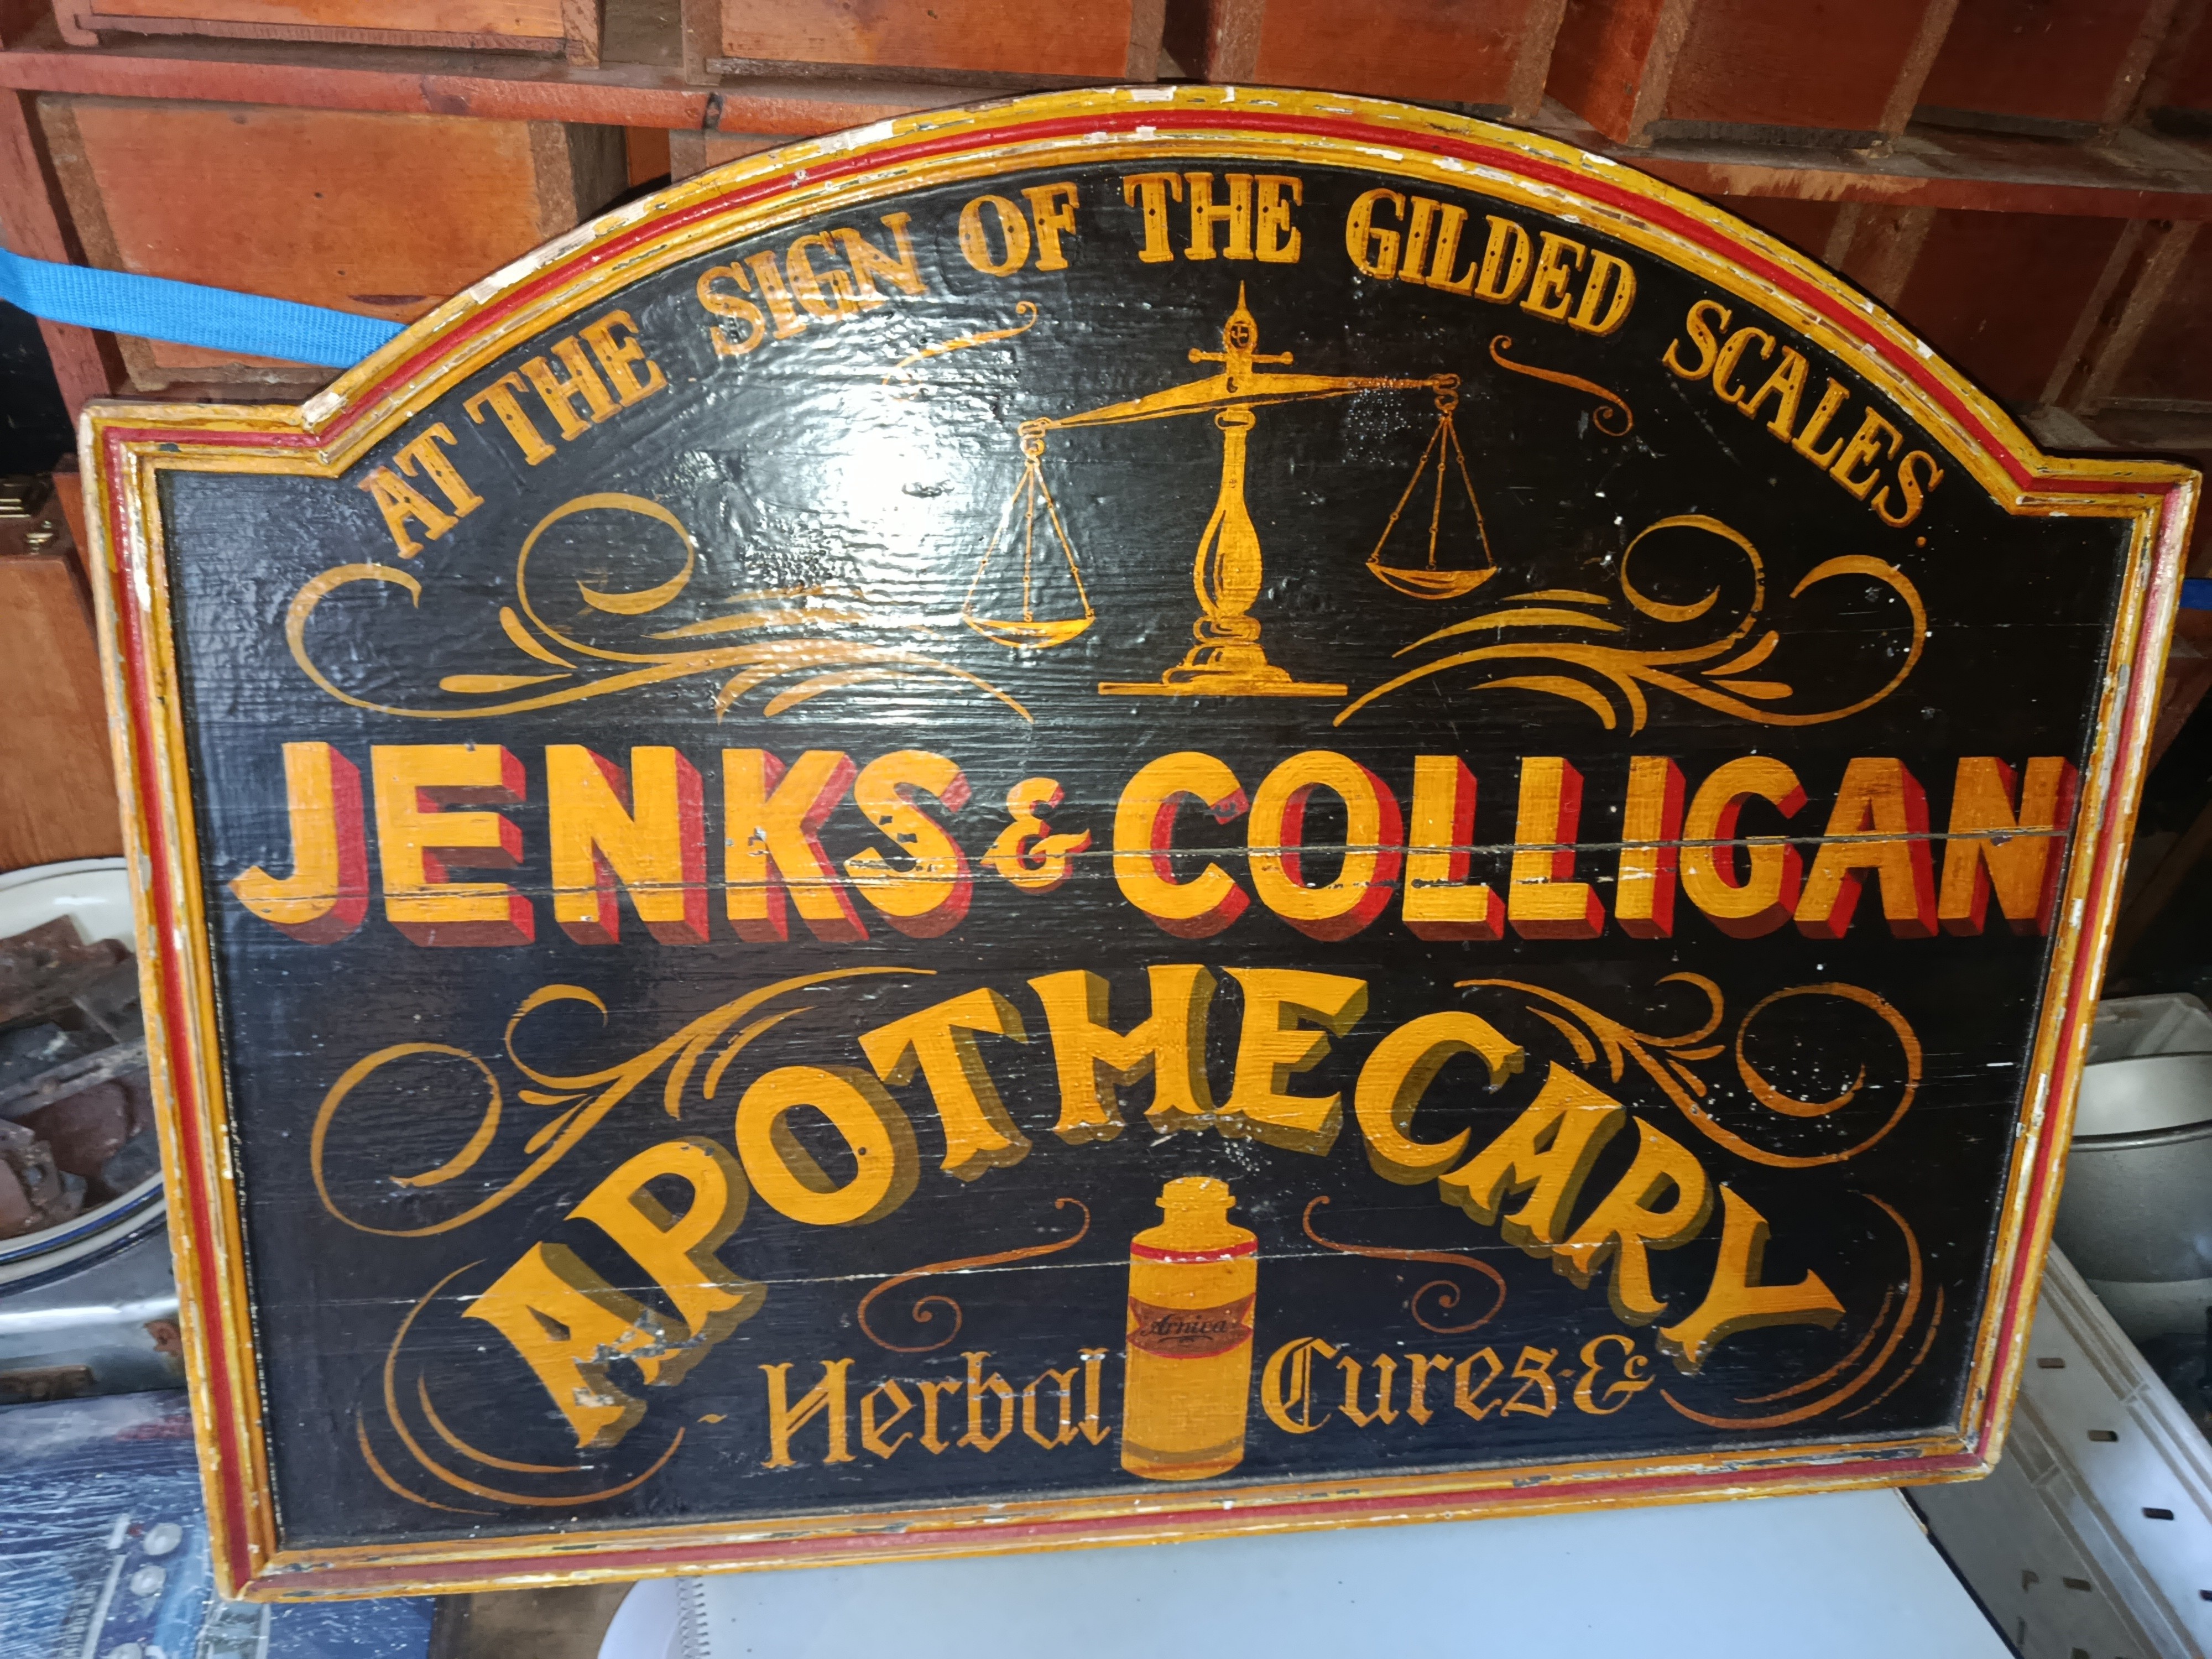 AT THE SIGN OF THE GILDED SCALES.
JENKS & COLLIGAN
APOTHECARY
Arnica
- Herbal Cures-&c